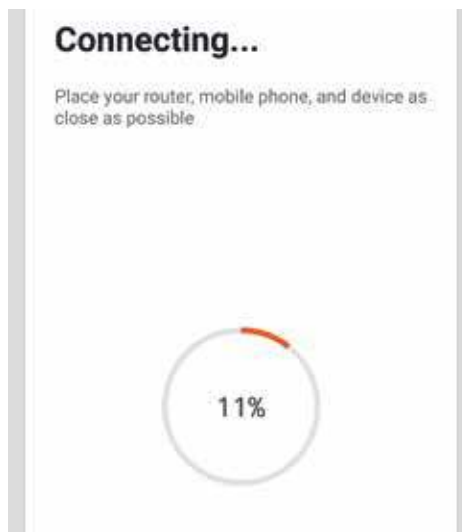 Connecting...
Place your router, mobile phone, and device as
close as possible
11%